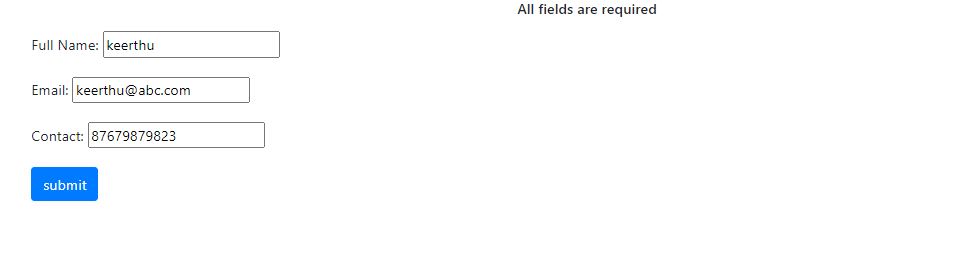 All fields are required
Full Name: keerthu
Email: keerthu@abc.com
Contact: 87679879823
submit